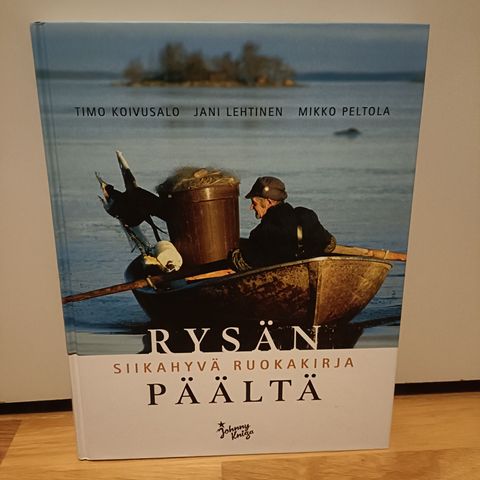 TIMO KOIVUSALO JANI LEHTINEN MIKKO PELTOLA
RYSÄN
SIIKAHYVÄ RUOKAKIRJA
PÄÄLTÄ
Johnny
Kniga